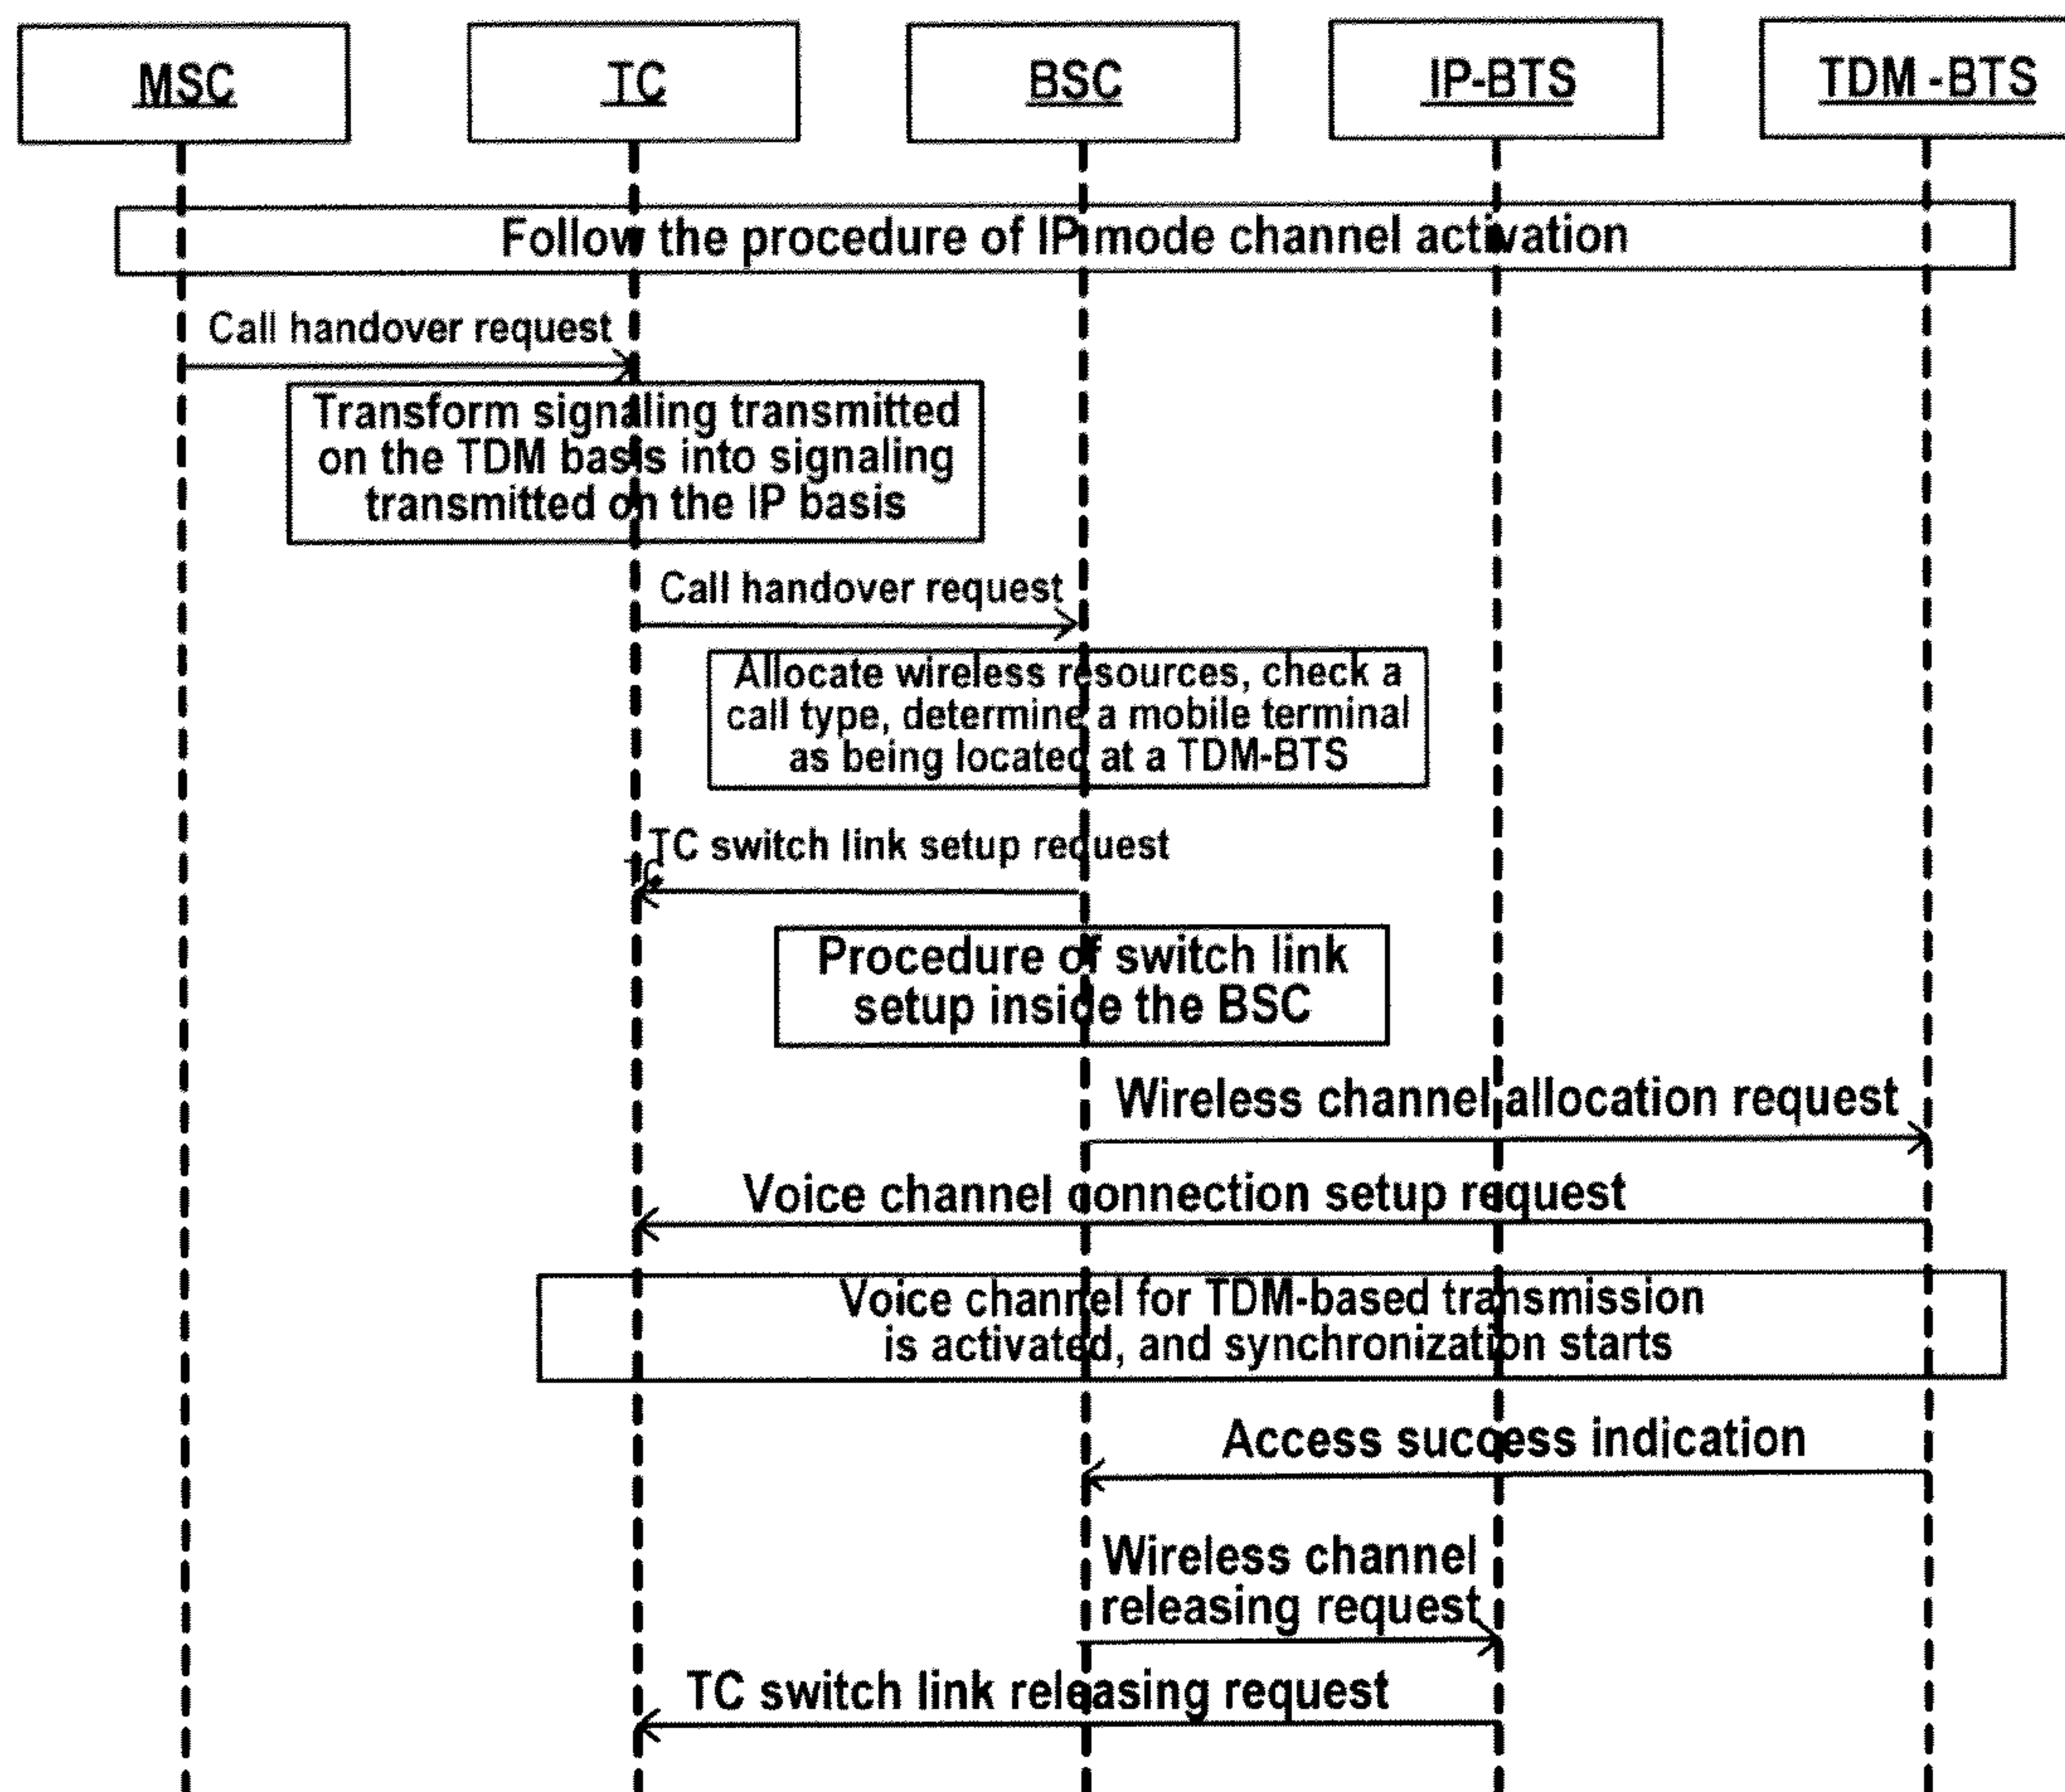 MSC
TC
BSC
IP-BTS
TDM-BTS
Follow the procedure of IP mode channel activation
Call handover request
Transform signaling transmitted
on the TDM basis into signaling
transmitted on the IP basis
Call handover request
Allocate wireless resources, check a
call type, determine a mobile terminal
as being located at a TDM-BTS
TC switch link setup request
Procedure of switch link
setup inside the BSC
Wireless channel allocation request
Voice channel connection setup request
Voice channel for TDM-based transmission
is activated, and synchronization starts
Access success indication
Wireless channel
releasing request
TC switch link releasing request